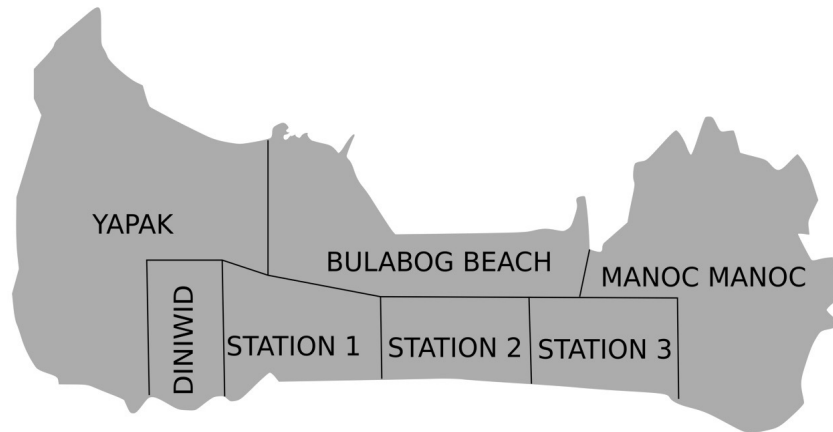 YAPAK
BULABOG BEACH
MANOC MANOC
DINIWID
STATION 1
STATION 2
STATION 3